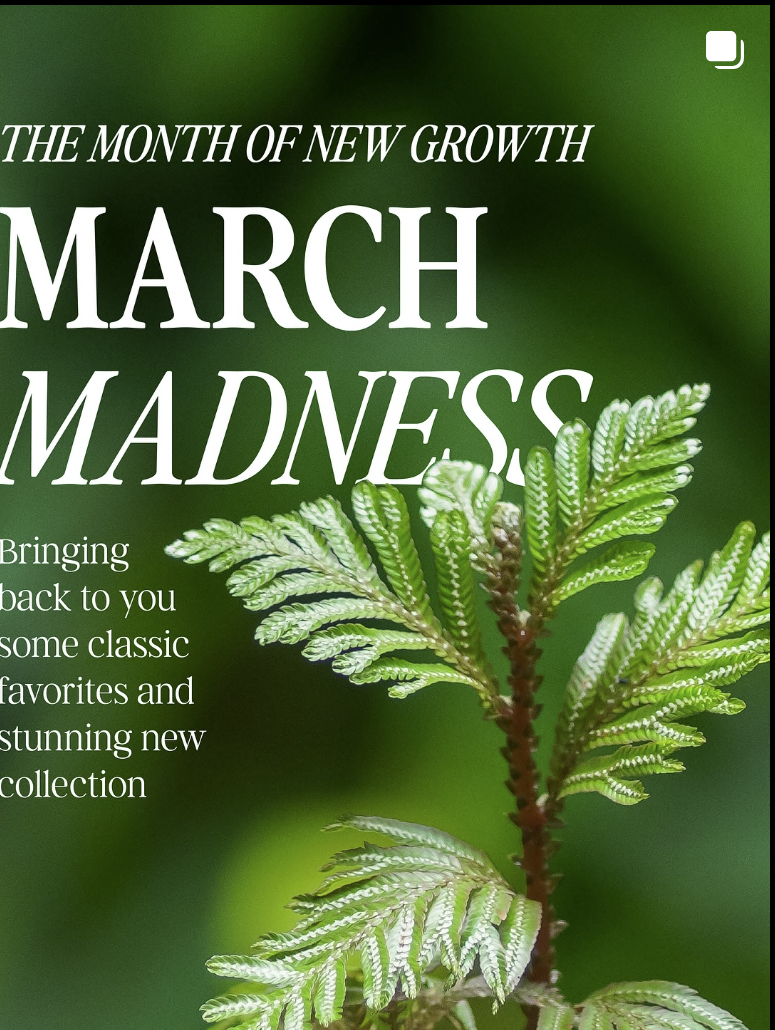 THE MONTH OF NEW GROWTH
MARCH
MADNESS
Bringing
back to you
some classic
favorites and
stunning new
collection